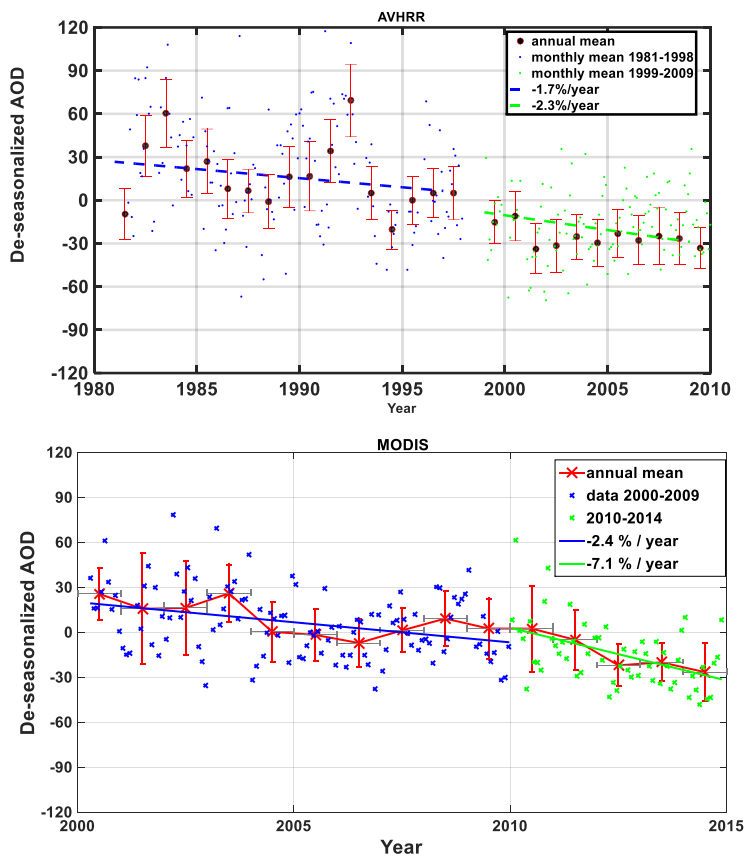 AVHRR
De-seasonalized AOD
120
90
60
30
0
-30
-60
-90
-120
annual mean
monthly mean 1981-1998
monthly mean 1999-2009
-1.7%/year
-2.3%/year
1980 1985 1990 1995 2000 2005 2010
Year
MODIS
De-seasonalized AOD
120
90
60
30
0
-30
-60
-90
-120
annual mean
data 2000-2009
2010-2014
-2.4 % / year
-7.1 % / year
2000 2005 2010 2015
Year